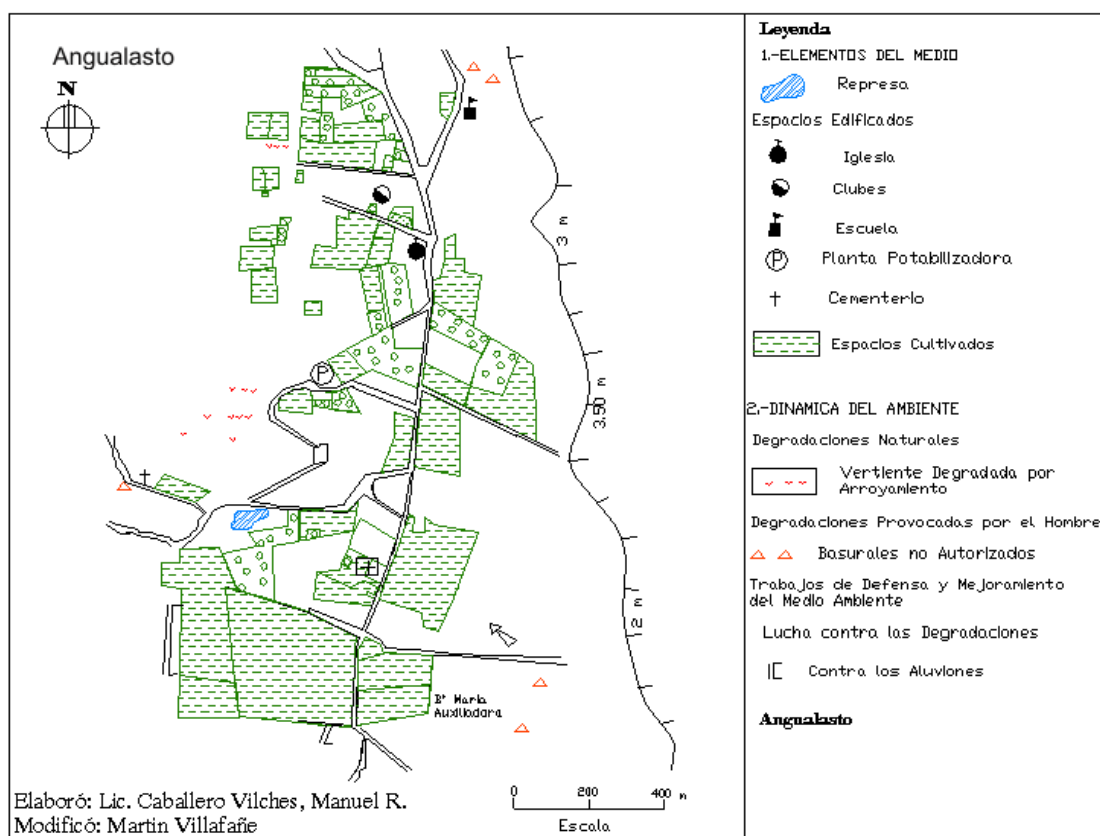 Angualasto
N
3 m
3.50 m
2 m
P
Bº María
Auxiliadora
Elaboró: Lic. Caballero Vilches, Manuel R.
Modificó: Martin Villafañe
0 200 400 m
Escala
Leyenda
1.-ELEMENTOS DEL MEDIO
Represa
Espacios Edificados
Iglesia
Clubes
Escuela
P Planta Potabilizadora
Cementerio
Espacios Cultivados
2.-DINAMICA DEL AMBIENTE
Degradaciones Naturales
Vertiente Degradada por
Arroyamiento
Degradaciones Provocadas por el Hombre
Basurales no Autorizados
Trabajos de Defensa y Mejoramiento
del Medio Ambiente
Lucha contra las Degradaciones
Contra los Aluviones
Angualasto